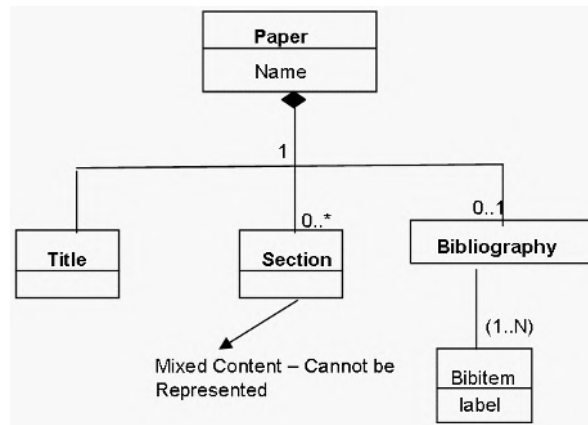 Paper
Name
1
0..*
0..1
Title
Section
Bibliography
(1..N)
Mixed Content – Cannot be
Represented
Bibitem
label